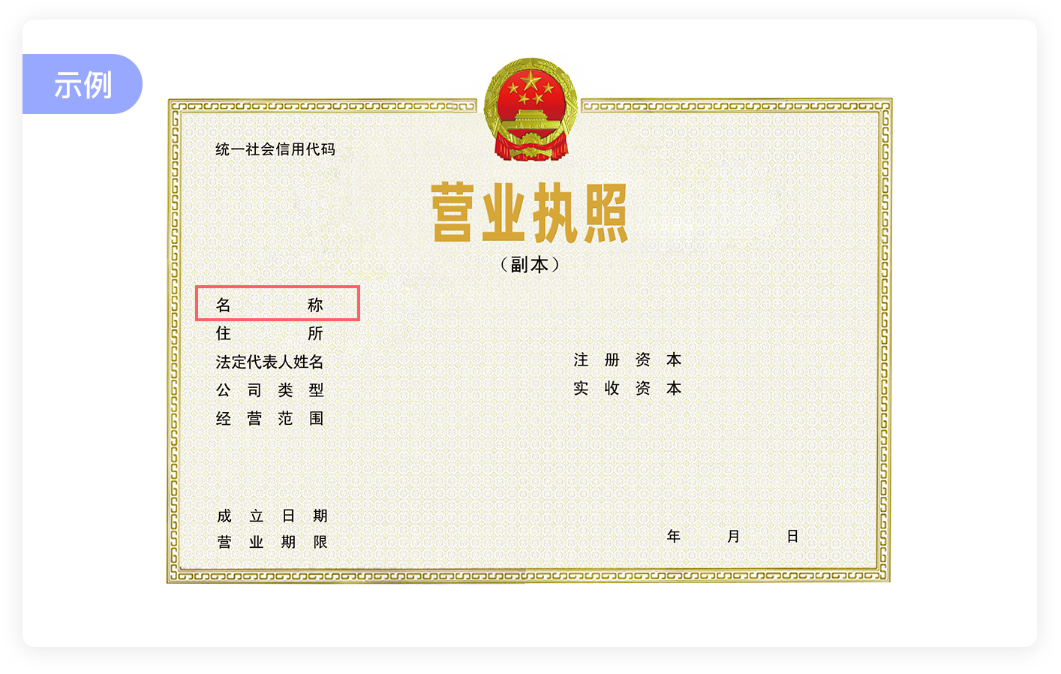 示例
统一社会信用代码
营业执照
（副本）
名 称
住 所
法定代表人姓名
注 册 资 本
公 司 类 型
实 收 资 本
经 营 范 围
成 立 日 期
年 月 日
营 业 期 限